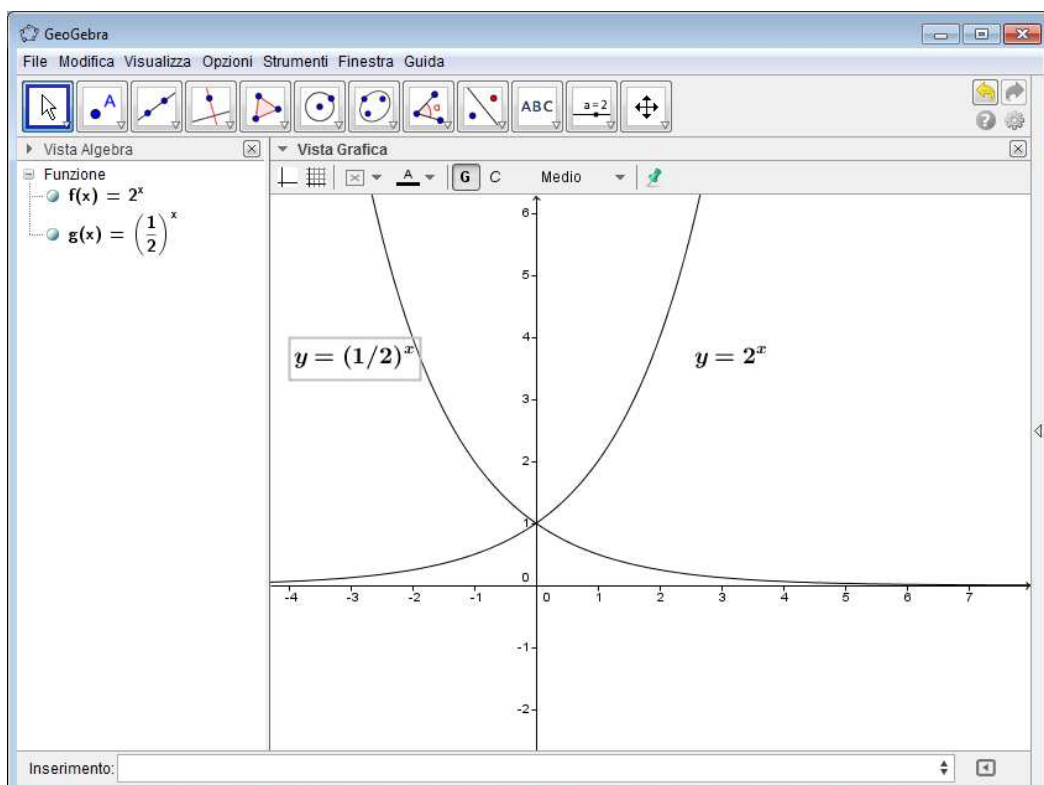 GeoGebra
File Modifica Visualizza Opzioni Strumenti Finestra Guida
A
α
ABC
a=2
Vista Algebra
Vista Grafica
A
G
C
Medio
Funzione
f(x) = 2ˣ
g(x) = (1/2)ˣ
y = (1/2)ˣ
y = 2ˣ
6
5
4
3
2
1
0
-4 -3 -2 -1 0 1 2 3 4 5 6 7
-1
-2
Inserimento: